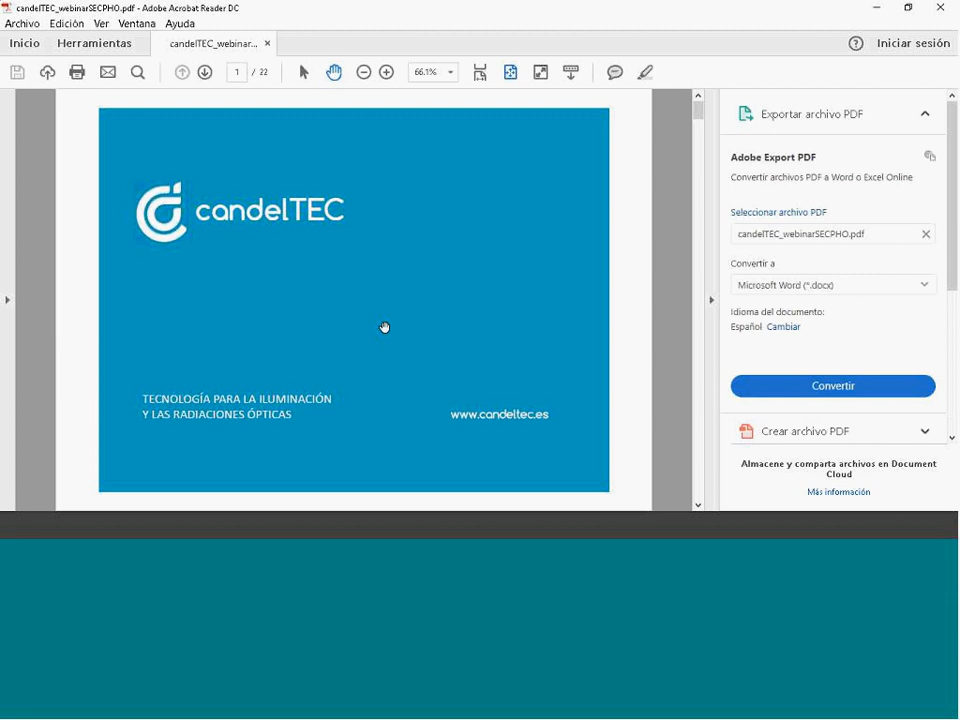 candelTEC_webinarSECPHO.pdf - Adobe Acrobat Reader DC
Archivo Edición Ver Ventana Ayuda
Inicio Herramientas candelTEC_webinar... × Iniciar sesión
1 / 22 66.1%
candelTEC
TECNOLOGÍA PARA LA ILUMINACIÓN
Y LAS RADIACIONES ÓPTICAS
www.candeltec.es
Exportar archivo PDF
Adobe Export PDF
Convertir archivos PDF a Word o Excel Online
Seleccionar archivo PDF
candelTEC_webinarSECPHO.pdf
Convertir a
Microsoft Word (*.docx)
Idioma del documento:
Español Cambiar
Convertir
Crear archivo PDF
Almacene y comparta archivos en Document
Cloud
Más información